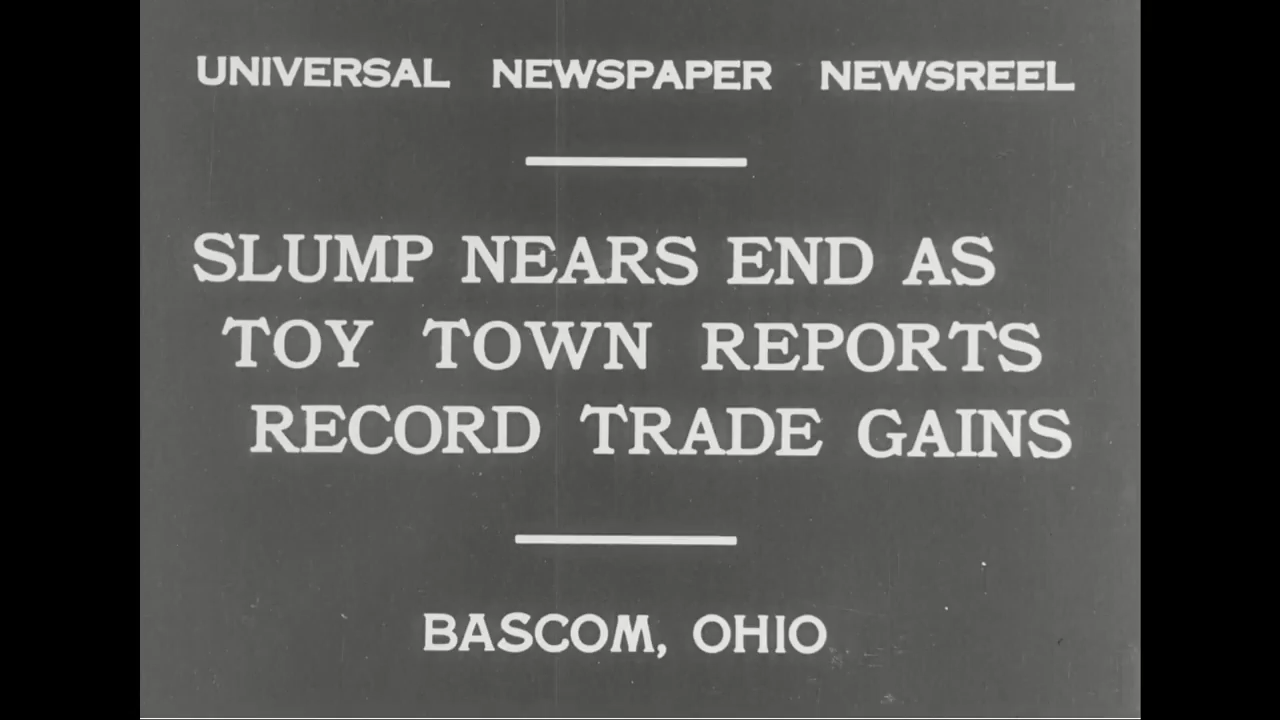 UNIVERSAL NEWSPAPER NEWSREEL
SLUMP NEARS END AS
TOY TOWN REPORTS
RECORD TRADE GAINS
BASCOM, OHIO